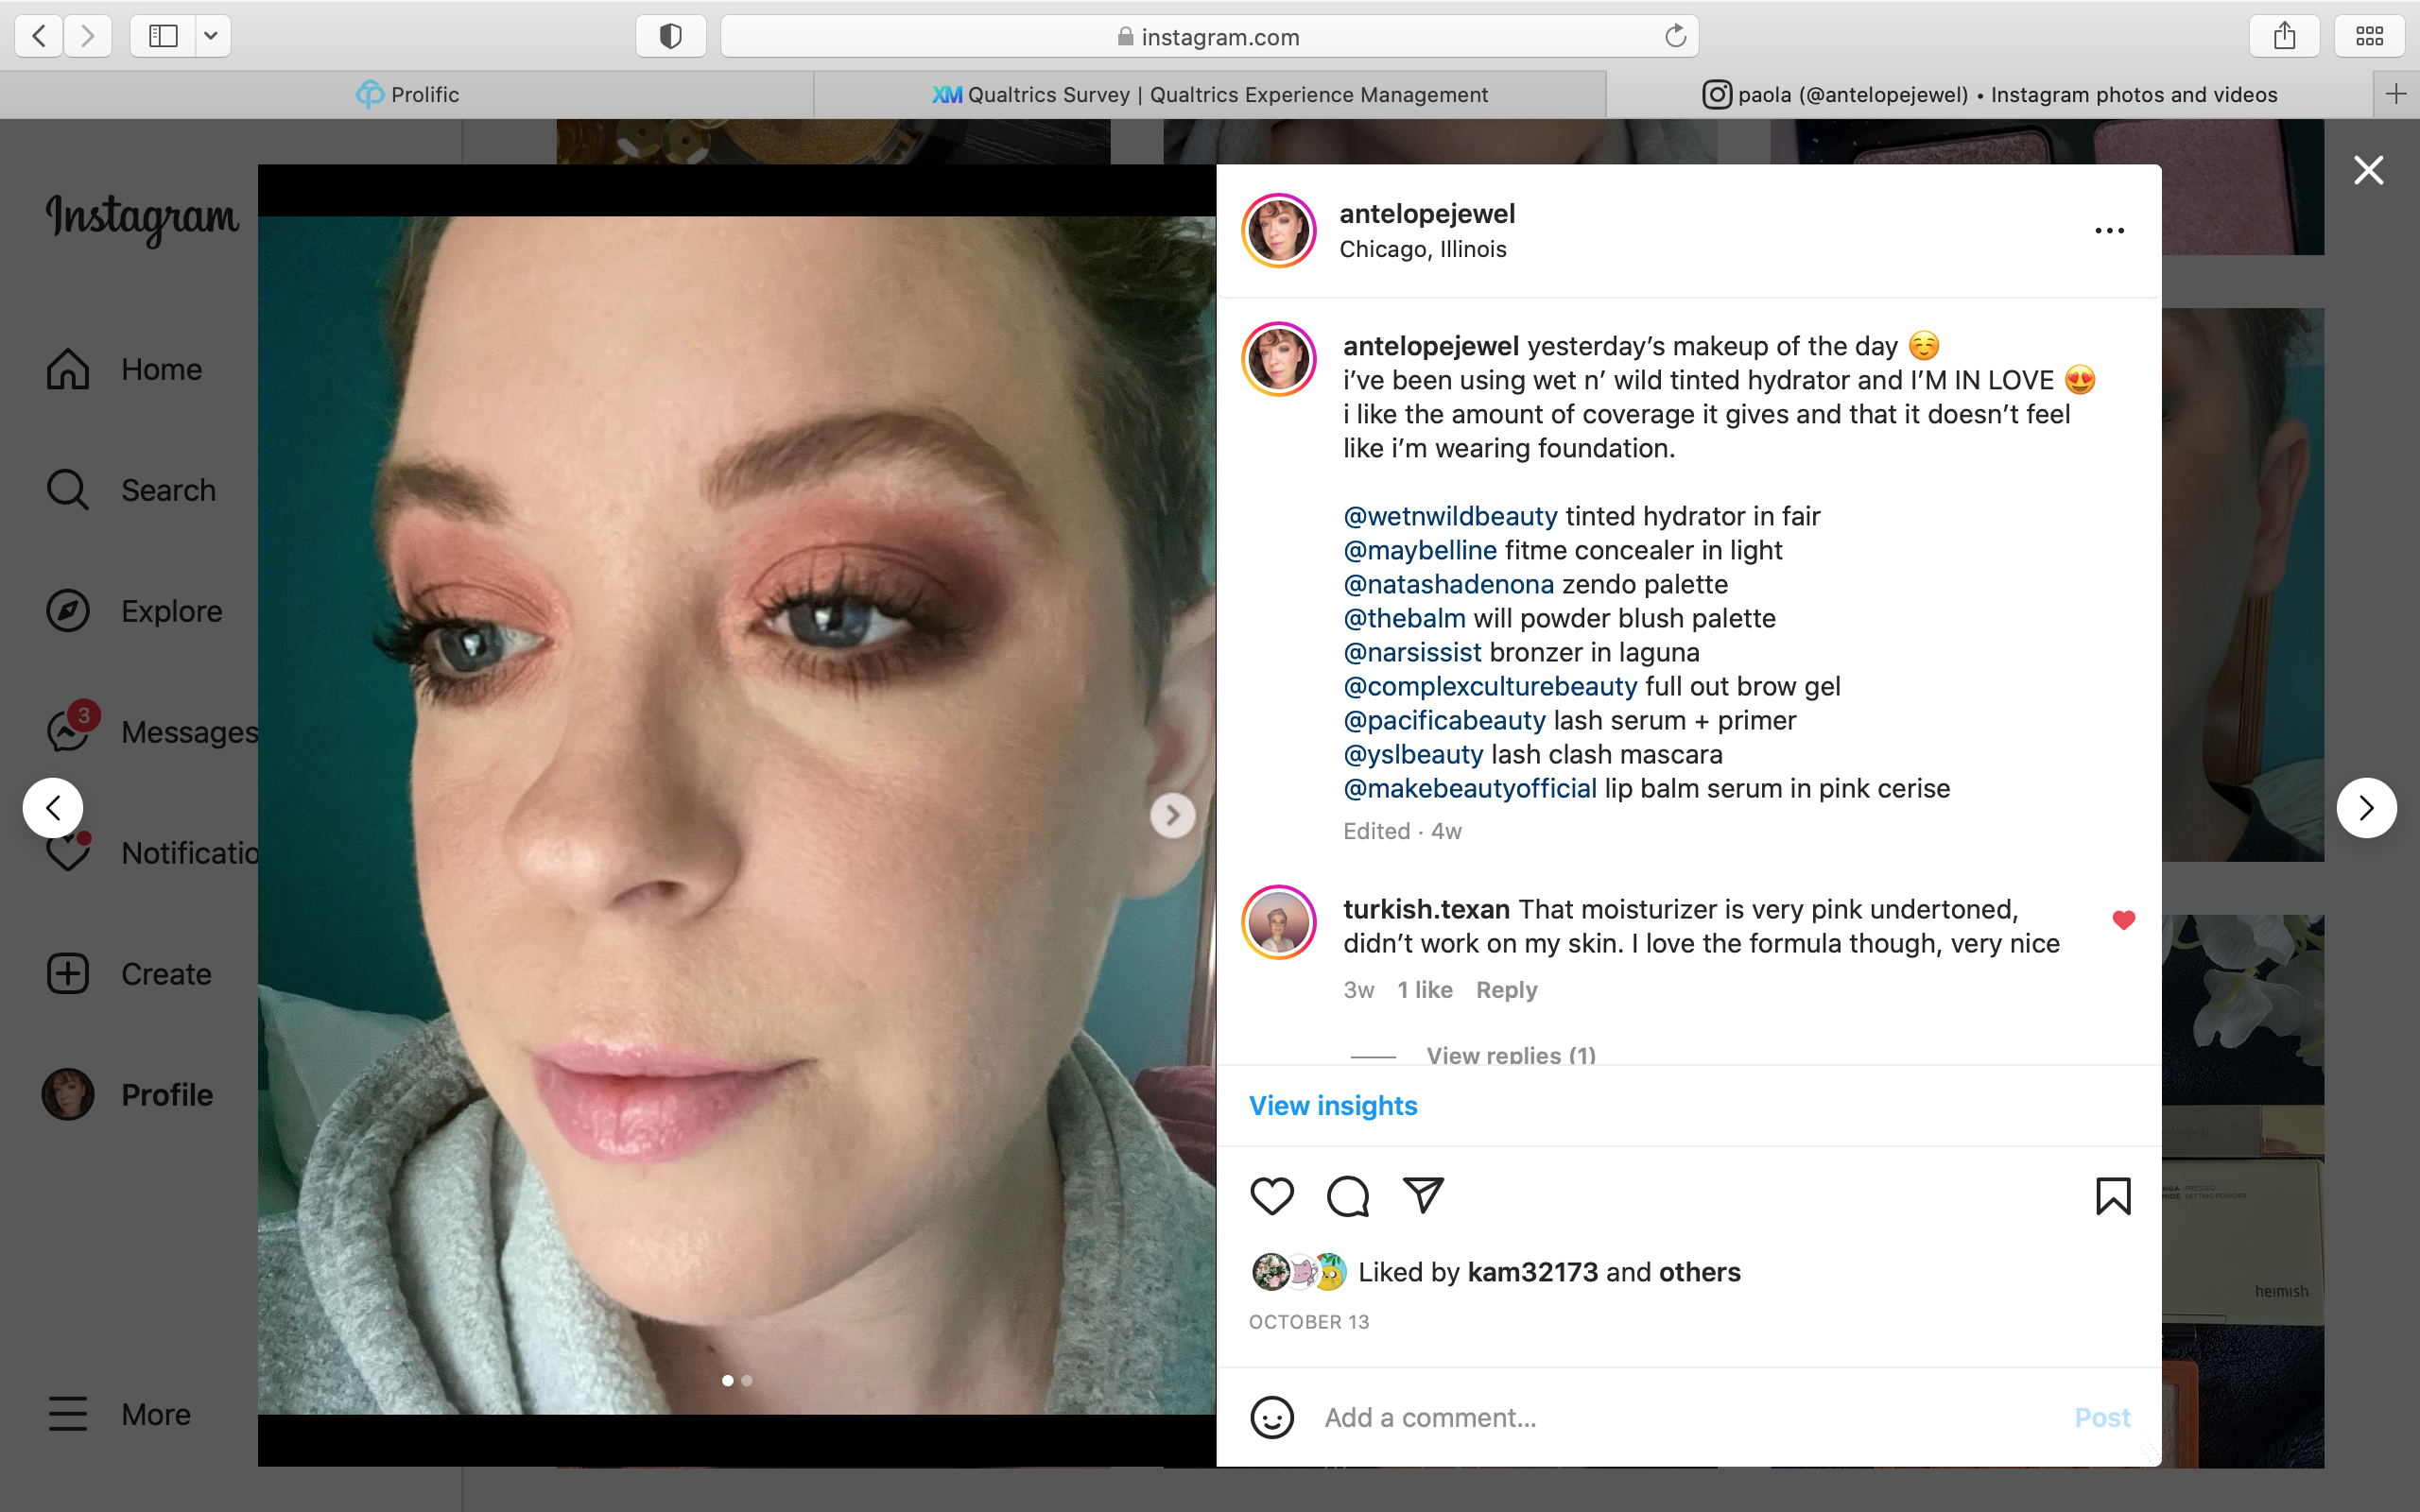 instagram.com
Prolific
XM Qualtrics Survey | Qualtrics Experience Management
paola (@antelopejewel) • Instagram photos and videos
Instagram
Home
Search
Explore
3
Messages
Notificatio
Create
Profile
More
antelopejewel
Chicago, Illinois
antelopejewel yesterday's makeup of the day ☺️
i've been using wet n' wild tinted hydrator and I'M IN LOVE 😍
i like the amount of coverage it gives and that it doesn't feel
like i'm wearing foundation.
@wetnwildbeauty tinted hydrator in fair
@maybelline fitme concealer in light
@natashadenona zendo palette
@thebalm will powder blush palette
@narsissist bronzer in laguna
@complexculturebeauty full out brow gel
@pacificabeauty lash serum + primer
@yslbeauty lash clash mascara
@makebeautyofficial lip balm serum in pink cerise
Edited · 4w
turkish.texan That moisturizer is very pink undertoned,
didn't work on my skin. I love the formula though, very nice
3w 1 like Reply
View replies (1)
View insights
Liked by kam32173 and others
OCTOBER 13
Add a comment...
Post
PRESSED
SETTING POWDER
heimish